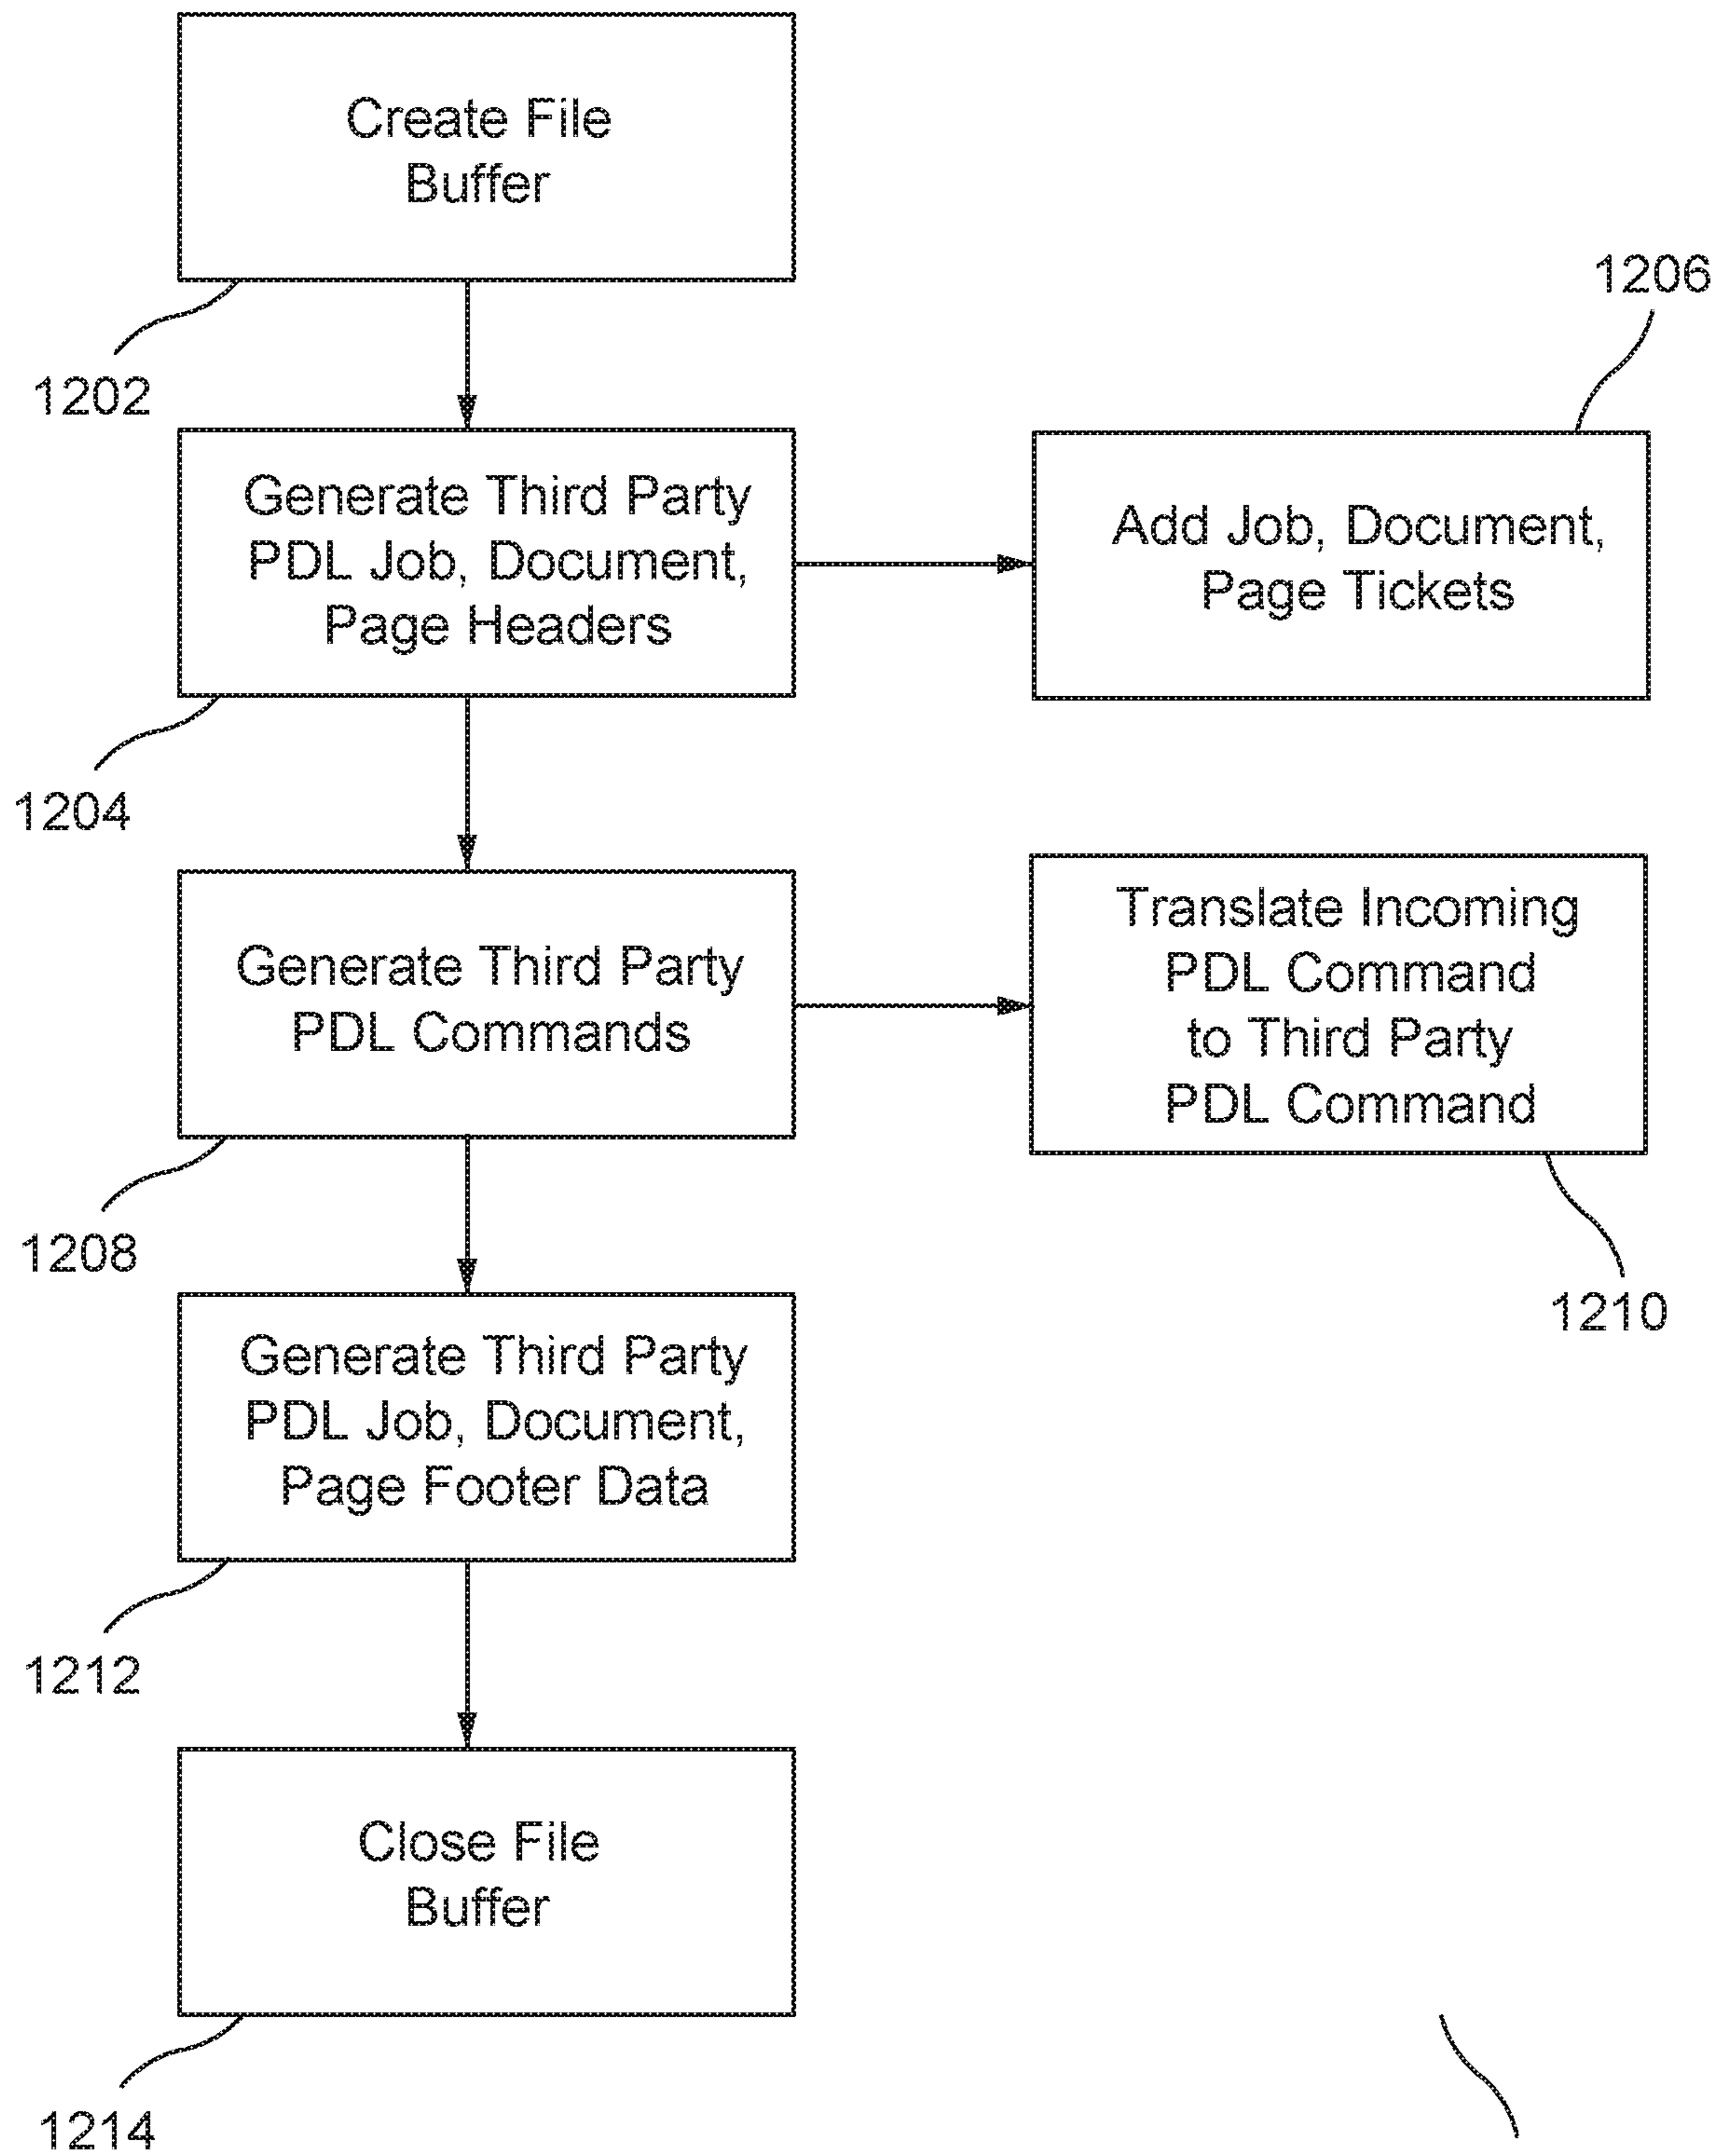 Create File
Buffer
1202
1206
Generate Third Party
PDL Job, Document,
Page Headers
Add Job, Document,
Page Tickets
1204
Generate Third Party
PDL Commands
Translate Incoming
PDL Command
to Third Party
PDL Command
1208
1210
Generate Third Party
PDL Job, Document,
Page Footer Data
1212
Close File
Buffer
1214